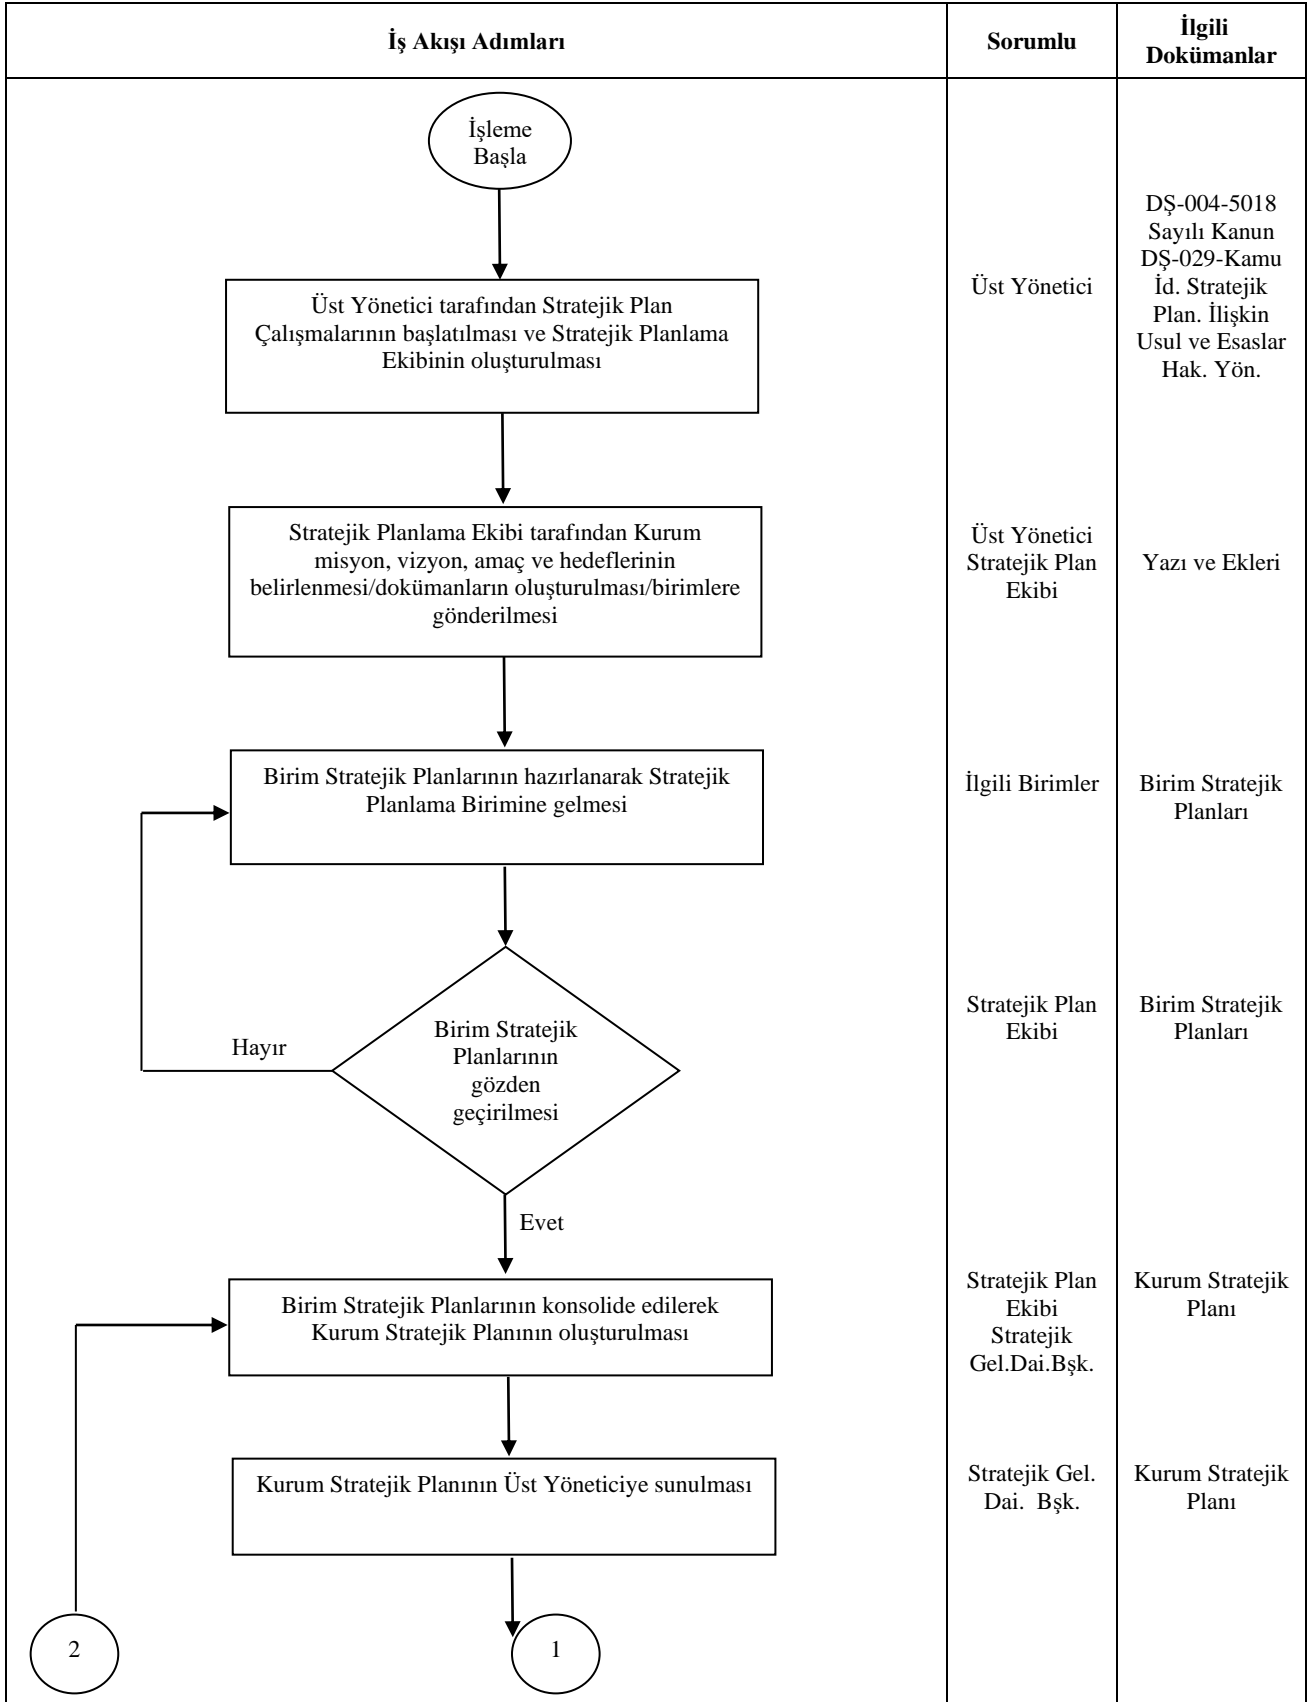 İş Akışı Adımları
Sorumlu
İlgili
Dokümanlar
İşleme
Başla
Üst Yönetici tarafından Stratejik Plan
Çalışmalarının başlatılması ve Stratejik Planlama
Ekibinin oluşturulması
Üst Yönetici
DŞ-004-5018
Sayılı Kanun
DŞ-029-Kamu
İd. Stratejik
Plan. İlişkin
Usul ve Esaslar
Hak. Yön.
Stratejik Planlama Ekibi tarafından Kurum
misyon, vizyon, amaç ve hedeflerinin
belirlenmesi/dokümanların oluşturulması/birimlere
gönderilmesi
Üst Yönetici
Stratejik Plan
Ekibi
Yazı ve Ekleri
Birim Stratejik Planlarının hazırlanarak Stratejik
Planlama Birimine gelmesi
İlgili Birimler
Birim Stratejik
Planları
Birim Stratejik
Planlarının
gözden
geçirilmesi
Hayır
Evet
Stratejik Plan
Ekibi
Birim Stratejik
Planları
Birim Stratejik Planlarının konsolide edilerek
Kurum Stratejik Planının oluşturulması
Stratejik Plan
Ekibi
Stratejik
Gel.Dai.Bşk.
Kurum Stratejik
Planı
Kurum Stratejik Planının Üst Yöneticiye sunulması
Stratejik Gel.
Dai. Bşk.
Kurum Stratejik
Planı
2
1